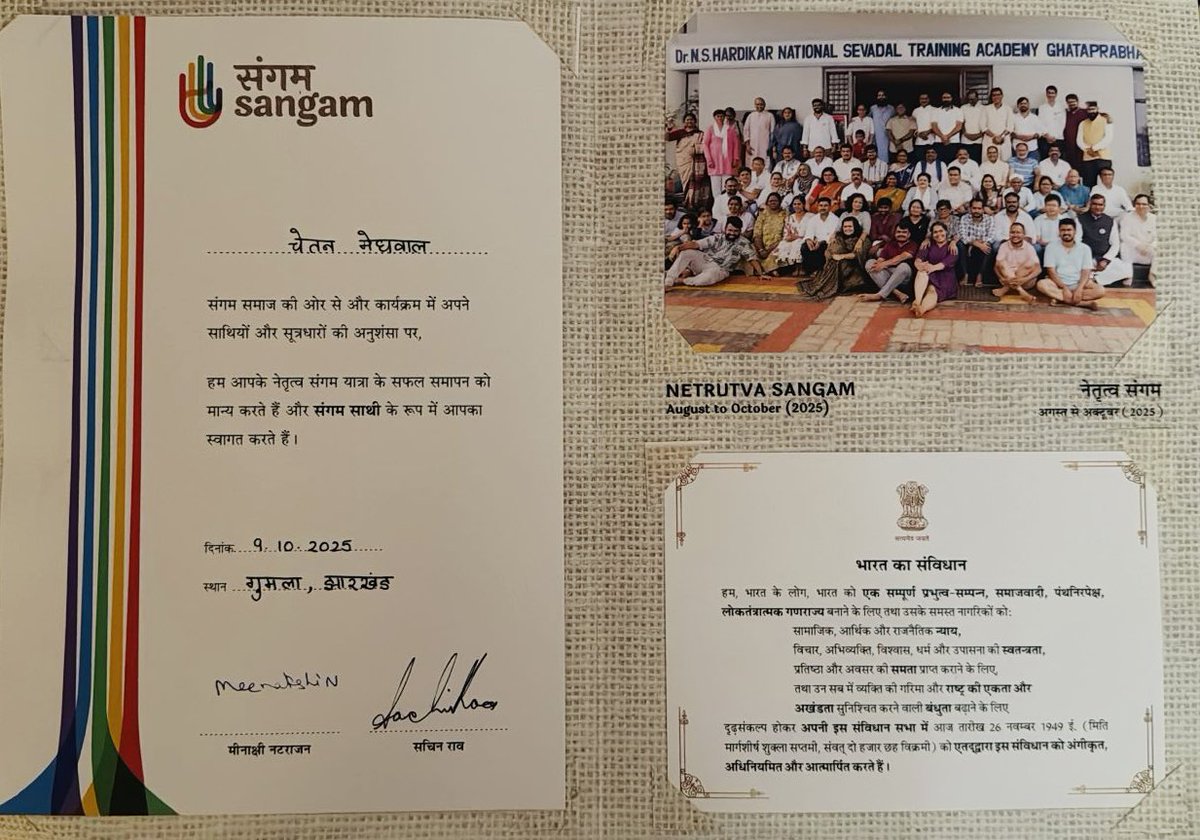 संगम
sangam
चेतन मेघवाल
संगम समाज की ओर से और कार्यक्रम में अपने
साथियों और सूत्रधारों की अनुशंसा पर,
हम आपके नेतृत्व संगम यात्रा के सफल समापन को
मान्य करते हैं और संगम साथी के रूप में आपका
स्वागत करते हैं।
दिनांक 9.10.2025
स्थान गुमला, झारखंड
Meenakshi N
Sachin Rao
मीनाक्षी नटराजन
सचिन राव
Dr.N.S.HARDIKAR NATIONAL SEVADAL TRAINING ACADEMY GHATAPRABHA
NETRUTVA SANGAM
August to October (2025)
नेतृत्व संगम
अगस्त से अक्टूबर (2025)
सत्यमेव जयते
भारत का संविधान
हम, भारत के लोग, भारत को एक सम्पूर्ण प्रभुत्व-सम्पन्न, समाजवादी, पंथनिरपेक्ष,
लोकतंत्रात्मक गणराज्य बनाने के लिए तथा उसके समस्त नागरिकों को:
सामाजिक, आर्थिक और राजनैतिक न्याय,
विचार, अभिव्यक्ति, विश्वास, धर्म और उपासना की स्वतन्त्रता,
प्रतिष्ठा और अवसर की समता प्राप्त कराने के लिए,
तथा उन सब में व्यक्ति की गरिमा और राष्ट्र की एकता और
अखंडता सुनिश्चित करने वाली बंधुता बढ़ाने के लिए
दृढ़संकल्प होकर अपनी इस संविधान सभा में आज तारीख 26 नवम्बर 1949 ई. (मिति
मार्गशीर्ष शुक्ला सप्तमी, संवत् दो हजार छह विक्रमी) को एतद्द्वारा इस संविधान को अंगीकृत,
अधिनियमित और आत्मार्पित करते हैं।